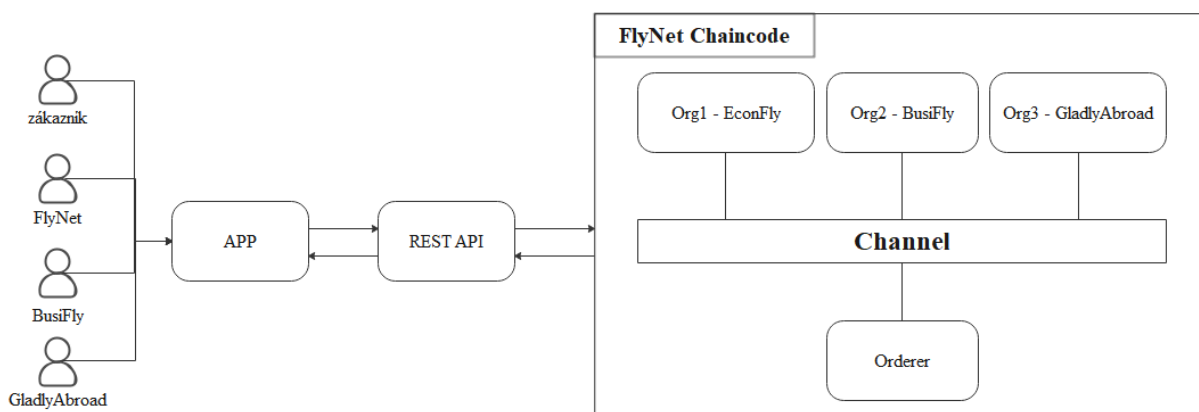 FlyNet Chaincode
zákazník
Org1 - EconFly
Org2 - BusiFly
Org3 - GladlyAbroad
FlyNet
APP
REST API
Channel
BusiFly
Orderer
GladlyAbroad